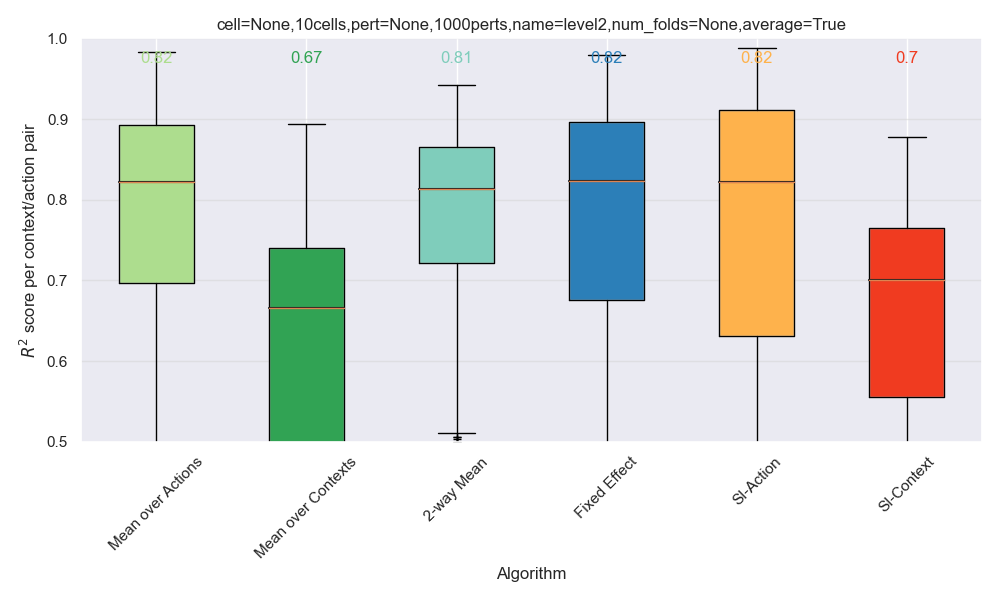 cell=None,10cells,pert=None,1000perts,name=level2,num_folds=None,average=True
1.0
0.82 0.67 0.81 0.82 0.82 0.7
0.9
0.8
0.7
0.6
0.5
R² score per context/action pair
Mean over Actions
Mean over Contexts
2-way Mean
Fixed Effect
SI-Action
SI-Context
Algorithm